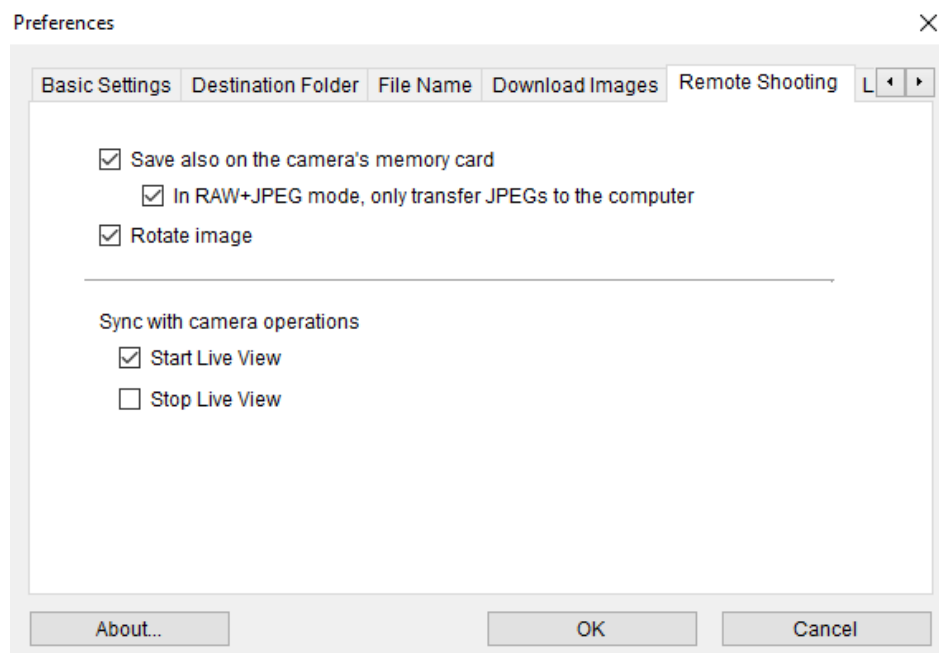 Preferences
Basic Settings Destination Folder File Name Download Images Remote Shooting L
Save also on the camera's memory card
In RAW+JPEG mode, only transfer JPEGs to the computer
Rotate image
Sync with camera operations
Start Live View
Stop Live View
About... OK Cancel